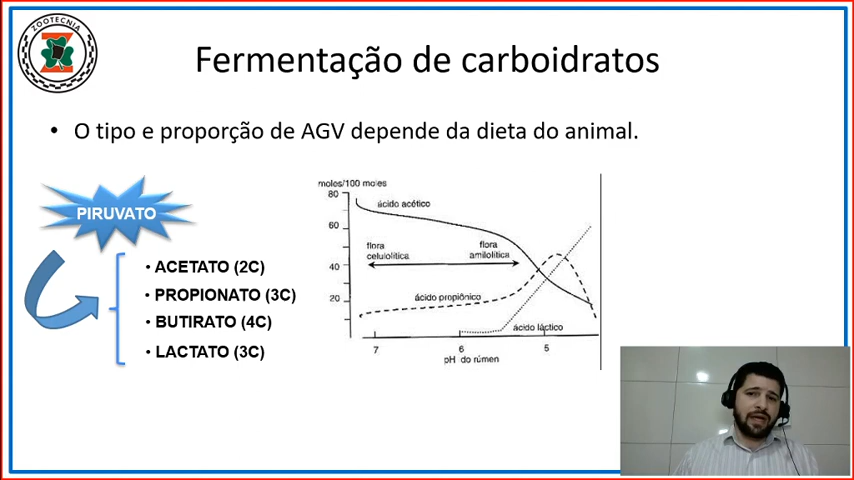 ZOOTECNIA
Z
Fermentação de carboidratos
• O tipo e proporção de AGV depende da dieta do animal.
PIRUVATO
• ACETATO (2C)
• PROPIONATO (3C)
• BUTIRATO (4C)
• LACTATO (3C)
moles/100 moles
80
60
40
20
ácido acético
flora celulolítica
flora amilolítica
ácido propiônico
ácido láctico
7
6
5
pH do rúmen